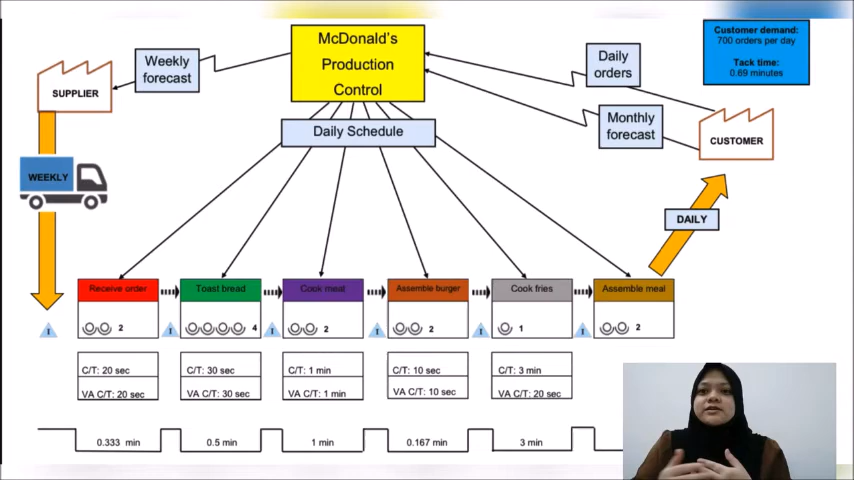 McDonald's
Production
Control
Weekly
forecast
Daily
orders
Monthly
forecast
Customer demand:
700 orders per day
Tack time:
0.69 minutes
SUPPLIER
Daily Schedule
CUSTOMER
WEEKLY
DAILY
Receive order
Toast bread
Cook meat
Assemble burger
Cook fries
Assemble meal
2
4
2
2
1
2
I
I
I
I
I
I
C/T: 20 sec
VA C/T: 20 sec
C/T: 30 sec
VA C/T: 30 sec
C/T: 1 min
VA C/T: 1 min
C/T: 10 sec
VA C/T: 10 sec
C/T: 3 min
VA C/T: 20 sec
0.333 min
0.5 min
1 min
0.167 min
3 min